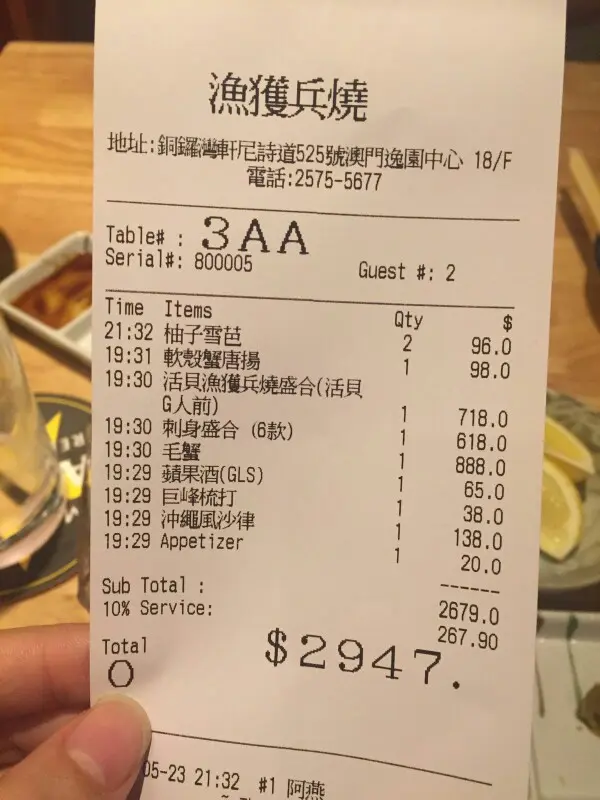 漁獲兵燒
地址:銅鑼灣軒尼詩道525號澳門逸園中心 18/F
電話:2575-5677
Table# : 3AA
Serial#: 800005 Guest #: 2
Time Items Qty $
21:32 柚子雪芭 2 96.0
19:31 軟殼蟹唐揚 1 98.0
19:30 活貝漁獲兵燒盛合(活貝
G人前) 1 718.0
19:30 刺身盛合 (6款) 1 618.0
19:30 毛蟹 1 888.0
19:29 蘋果酒(GLS) 1 65.0
19:29 巨峰梳打 1 38.0
19:29 沖繩風沙律 1 138.0
19:29 Appetizer 1 20.0
------
Sub Total : 2679.0
10% Service: 267.90
Total $2947.
0
05-23 21:32 #1 阿燕